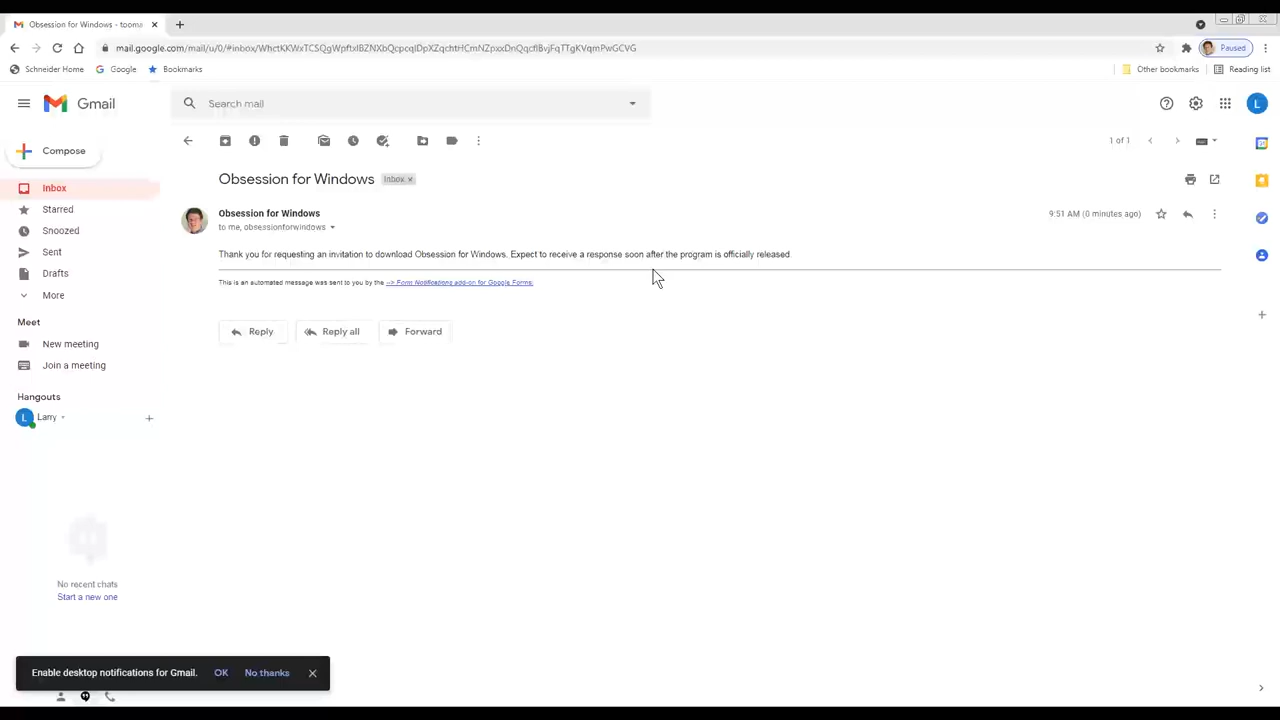 Obsession for Windows - tooma
mail.google.com/mail/u/0/#inbox/
Paused
Schneider Home
Google
Bookmarks
Other bookmarks
Reading list
Gmail
Search mail
L
Compose
1 of 1
Inbox
Starred
Snoozed
Sent
Drafts
More
Meet
New meeting
Join a meeting
Hangouts
L
Larry
Obsession for Windows
Inbox x
Obsession for Windows
9:51 AM (0 minutes ago)
to me, obsessionforwindows
Thank you for requesting an invitation to download Obsession for Windows. Expect to receive a response soon after the program is officially released.
This is an automated message was sent to you by the --> Form Notifications add-on for Google Forms.
Reply
Reply all
Forward
No recent chats
Start a new one
Enable desktop notifications for Gmail.
OK
No thanks